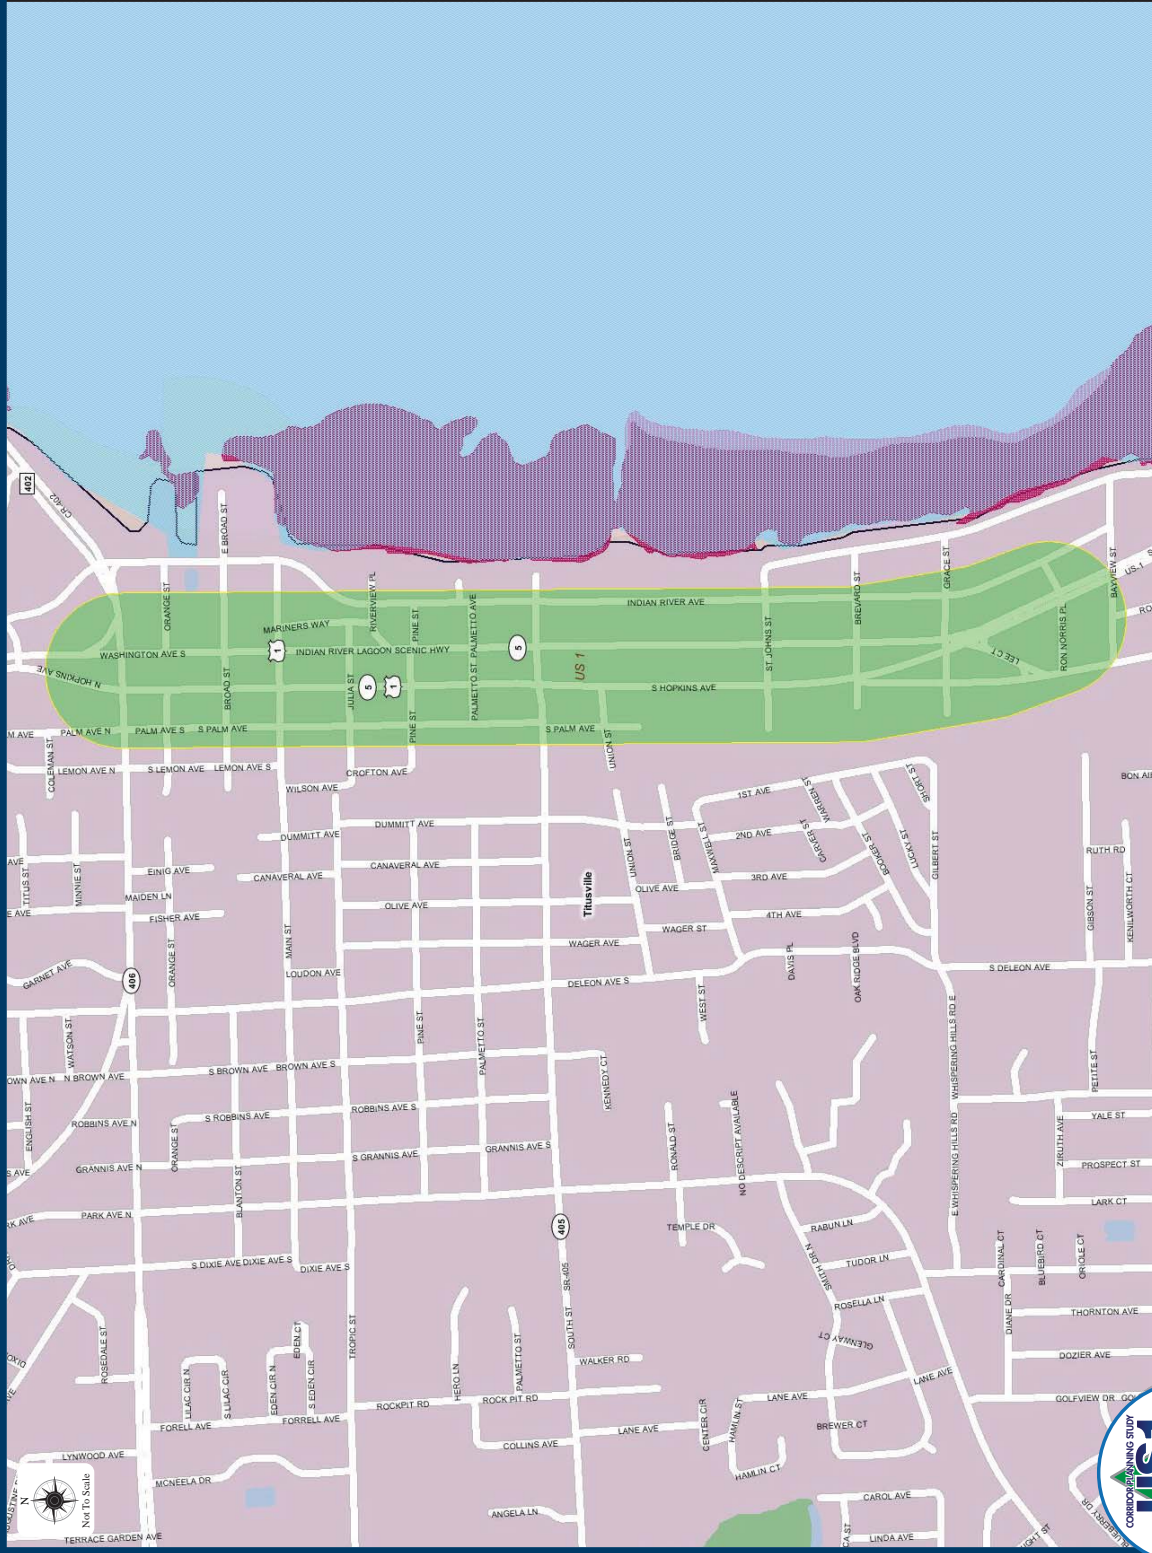 402
CR 402
E BROAD ST
ORANGE ST
RIVERVIEW PL
MARINERS WAY
PINE ST
PALMETTO AVE
INDIAN RIVER AVE
BREVARD ST
GRACE ST
BAYVIEW ST
US-1
N HOPKINS AVE
WASHINGTON AVE S
1
INDIAN RIVER LAGOON SCENIC HWY
5
US 1
ST JOHNS ST
LEE CT
RON NORRIS PL
BROAD ST
JULIA ST
5
1
PALMETTO ST
S HOPKINS AVE
PALM AVE N
PALM AVE S
S PALM AVE
PINE ST
S PALM AVE
UNION ST
COLEMAN ST
LEMON AVE N
S LEMON AVE
LEMON AVE S
WILSON AVE
CROFTON AVE
1ST AVE
WARREN ST
SHORT ST
BON AI
DUMMITT AVE
DUMMITT AVE
BRIDGE ST
MAXWELL ST
2ND AVE
CARVER ST
BOOKER ST
LUCKY ST
GILBERT ST
RUTH RD
AVE
TITUS ST
MINNIE ST
EINIG AVE
MAIDEN LN
CANAVERAL AVE
CANAVERAL AVE
UNION ST
OLIVE AVE
3RD AVE
Titusville
E AVE
FISHER AVE
OLIVE AVE
4TH AVE
GIBSON ST
KENILWORTH CT
MAIN ST
WAGER AVE
WAGER ST
GARNET AVE
406
ORANGE ST
LOUDON AVE
DELEON AVE S
DAVIS PL
OAK RIDGE BLVD
S DELEON AVE
WEST ST
WATSON ST
PINE ST
PALMETTO ST
E WHISPERING HILLS RD
WHISPERING HILLS RD E
OWN AVE N
N BROWN AVE
S BROWN AVE
BROWN AVE S
KENNEDY CT
PETITE ST
ENGLISH ST
ROBBINS AVE N
S ROBBINS AVE
ROBBINS AVE S
RONALD ST
NO DESCRIPT AVAILABLE
ZIRUTH AVE
YALE ST
S AVE
GRANNIS AVE N
ORANGE ST
S GRANNIS AVE
GRANNIS AVE S
PROSPECT ST
RK AVE
PARK AVE N
BLANTON ST
405
TEMPLE DR
RABUN LN
LARK CT
S DIXIE AVE
DIXIE AVE S
DIXIE AVE S
SR-405
SMITH DR N
TUDOR LN
CARDINAL CT
BLUEBIRD CT
ORIOLE CT
ROSEDALE ST
EDEN CT
TROPIC ST
SOUTH ST
ROSELLA LN
GLENWAY CT
DIANE DR
THORNTON AVE
LILAC CIR N
S LILAC CIR
EDEN CIR N
S EDEN CIR
HERO LN
PALMETTO ST
WALKER RD
LANE AVE
DOZIER AVE
FORELL AVE
FORRELL AVE
ROCKPIT RD
ROCK PIT RD
LANE AVE
GOLFVIEW DR
LYNWOOD AVE
COLLINS AVE
LANE AVE
CENTER CIR
HAMLIN ST
BREWER CT
MCNEELA DR
HAMLIN CT
ANGELA LN
CAROL AVE
LINDA AVE
TERRACE GARDEN AVE
N
Not To Scale
CORRIDOR PLANNING STUDY